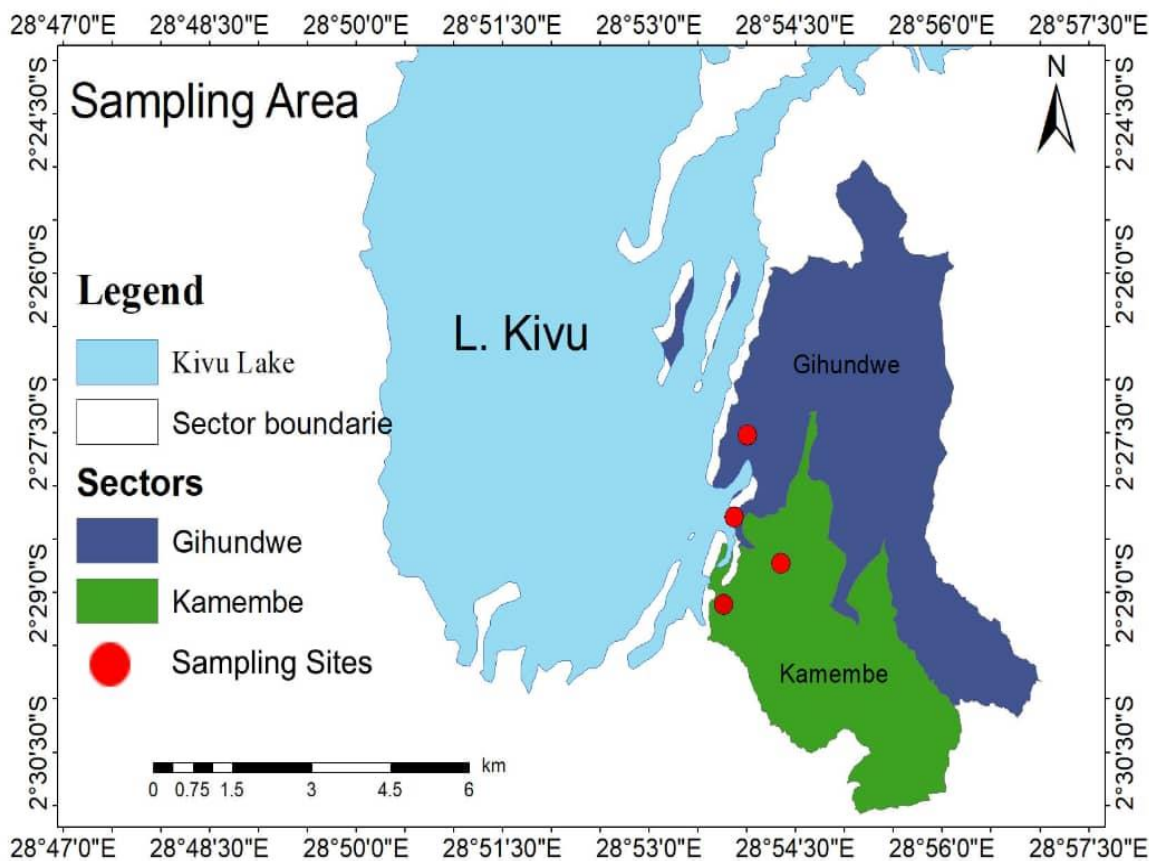 28°47'0"E 28°48'30"E 28°50'0"E 28°51'30"E 28°53'0"E 28°54'30"E 28°56'0"E 28°57'30"E
Sampling Area
N
2°24'30"S
2°24'30"S
2°26'0"S
2°26'0"S
Legend
L. Kivu
Kivu Lake
Gihundwe
Sector boundarie
2°27'30"S
2°27'30"S
Sectors
Gihundwe
Kamembe
2°29'0"S
2°29'0"S
Sampling Sites
Kamembe
2°30'30"S
2°30'30"S
km
0 0.75 1.5 3 4.5 6
28°47'0"E 28°48'30"E 28°50'0"E 28°51'30"E 28°53'0"E 28°54'30"E 28°56'0"E 28°57'30"E